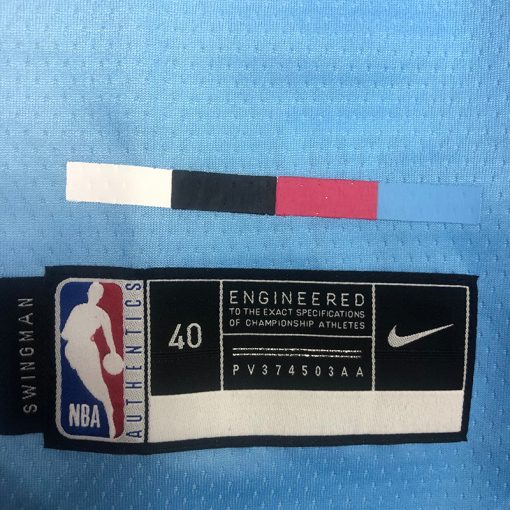 SWINGMAN
NBA
AUTHENTICS
40
ENGINEERED
TO THE EXACT SPECIFICATIONS
OF CHAMPIONSHIP ATHLETES
PV374503AA